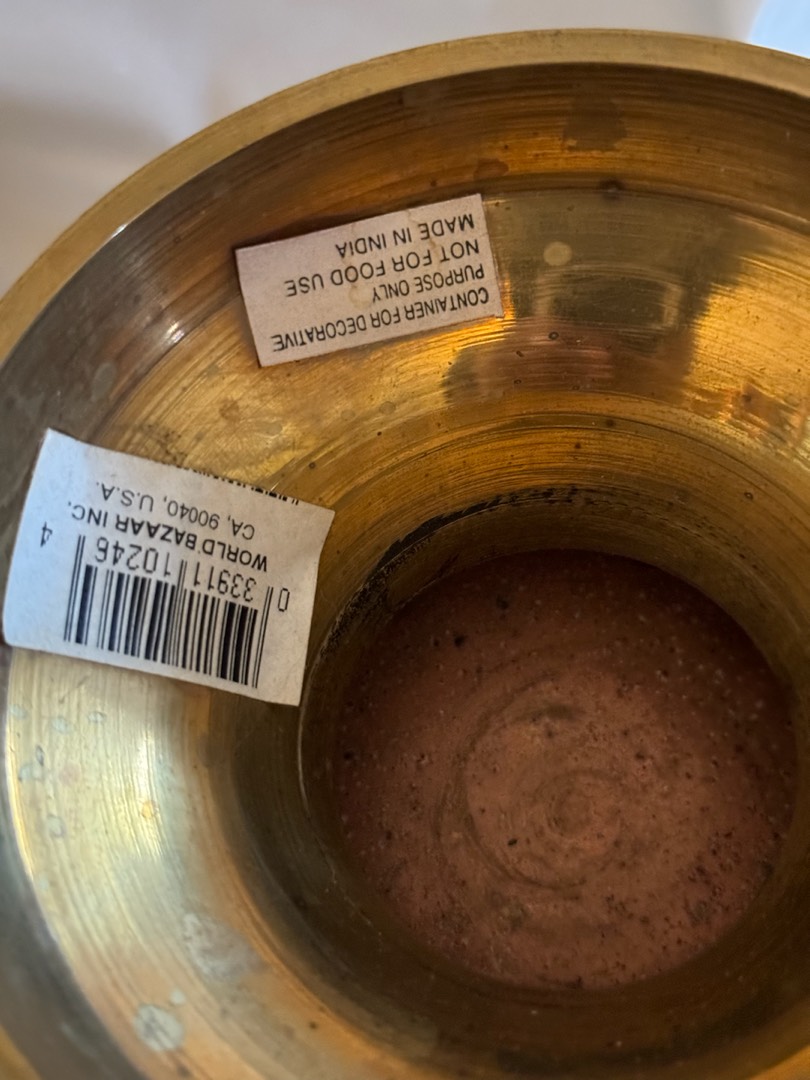 CONTAINER FOR DECORATIVE
PURPOSE ONLY
NOT FOR FOOD USE
MADE IN INDIA
0 33911 10246 4
WORLD BAZAAR INC.
CA, 90040, U.S.A.